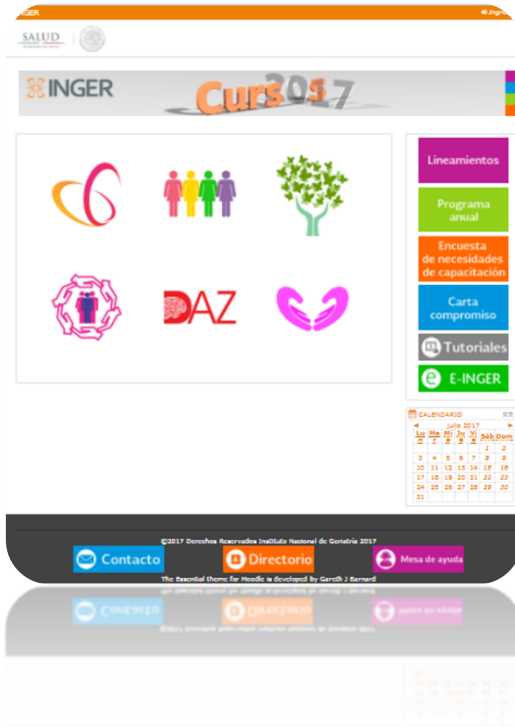 INGER
SALUD
INGER
Cursos 2017
Lineamientos
Programa
anual
Encuesta
de necesidades
de capacitación
DAZ
Carta
compromiso
Tutoriales
E-INGER
CALENDARIO
Julio 2017
Lu Ma Mi Ju Vi Sáb Dom
1 2
3 4 5 6 7 8 9
10 11 12 13 14 15 16
17 18 19 20 21 22 23
24 25 26 27 28 29 30
31
©2017 Derechos Reservados Instituto Nacional de Geriatría 2017
Contacto
Directorio
Mesa de ayuda
The Essential theme for Moodle is developed by Gareth J Barnard